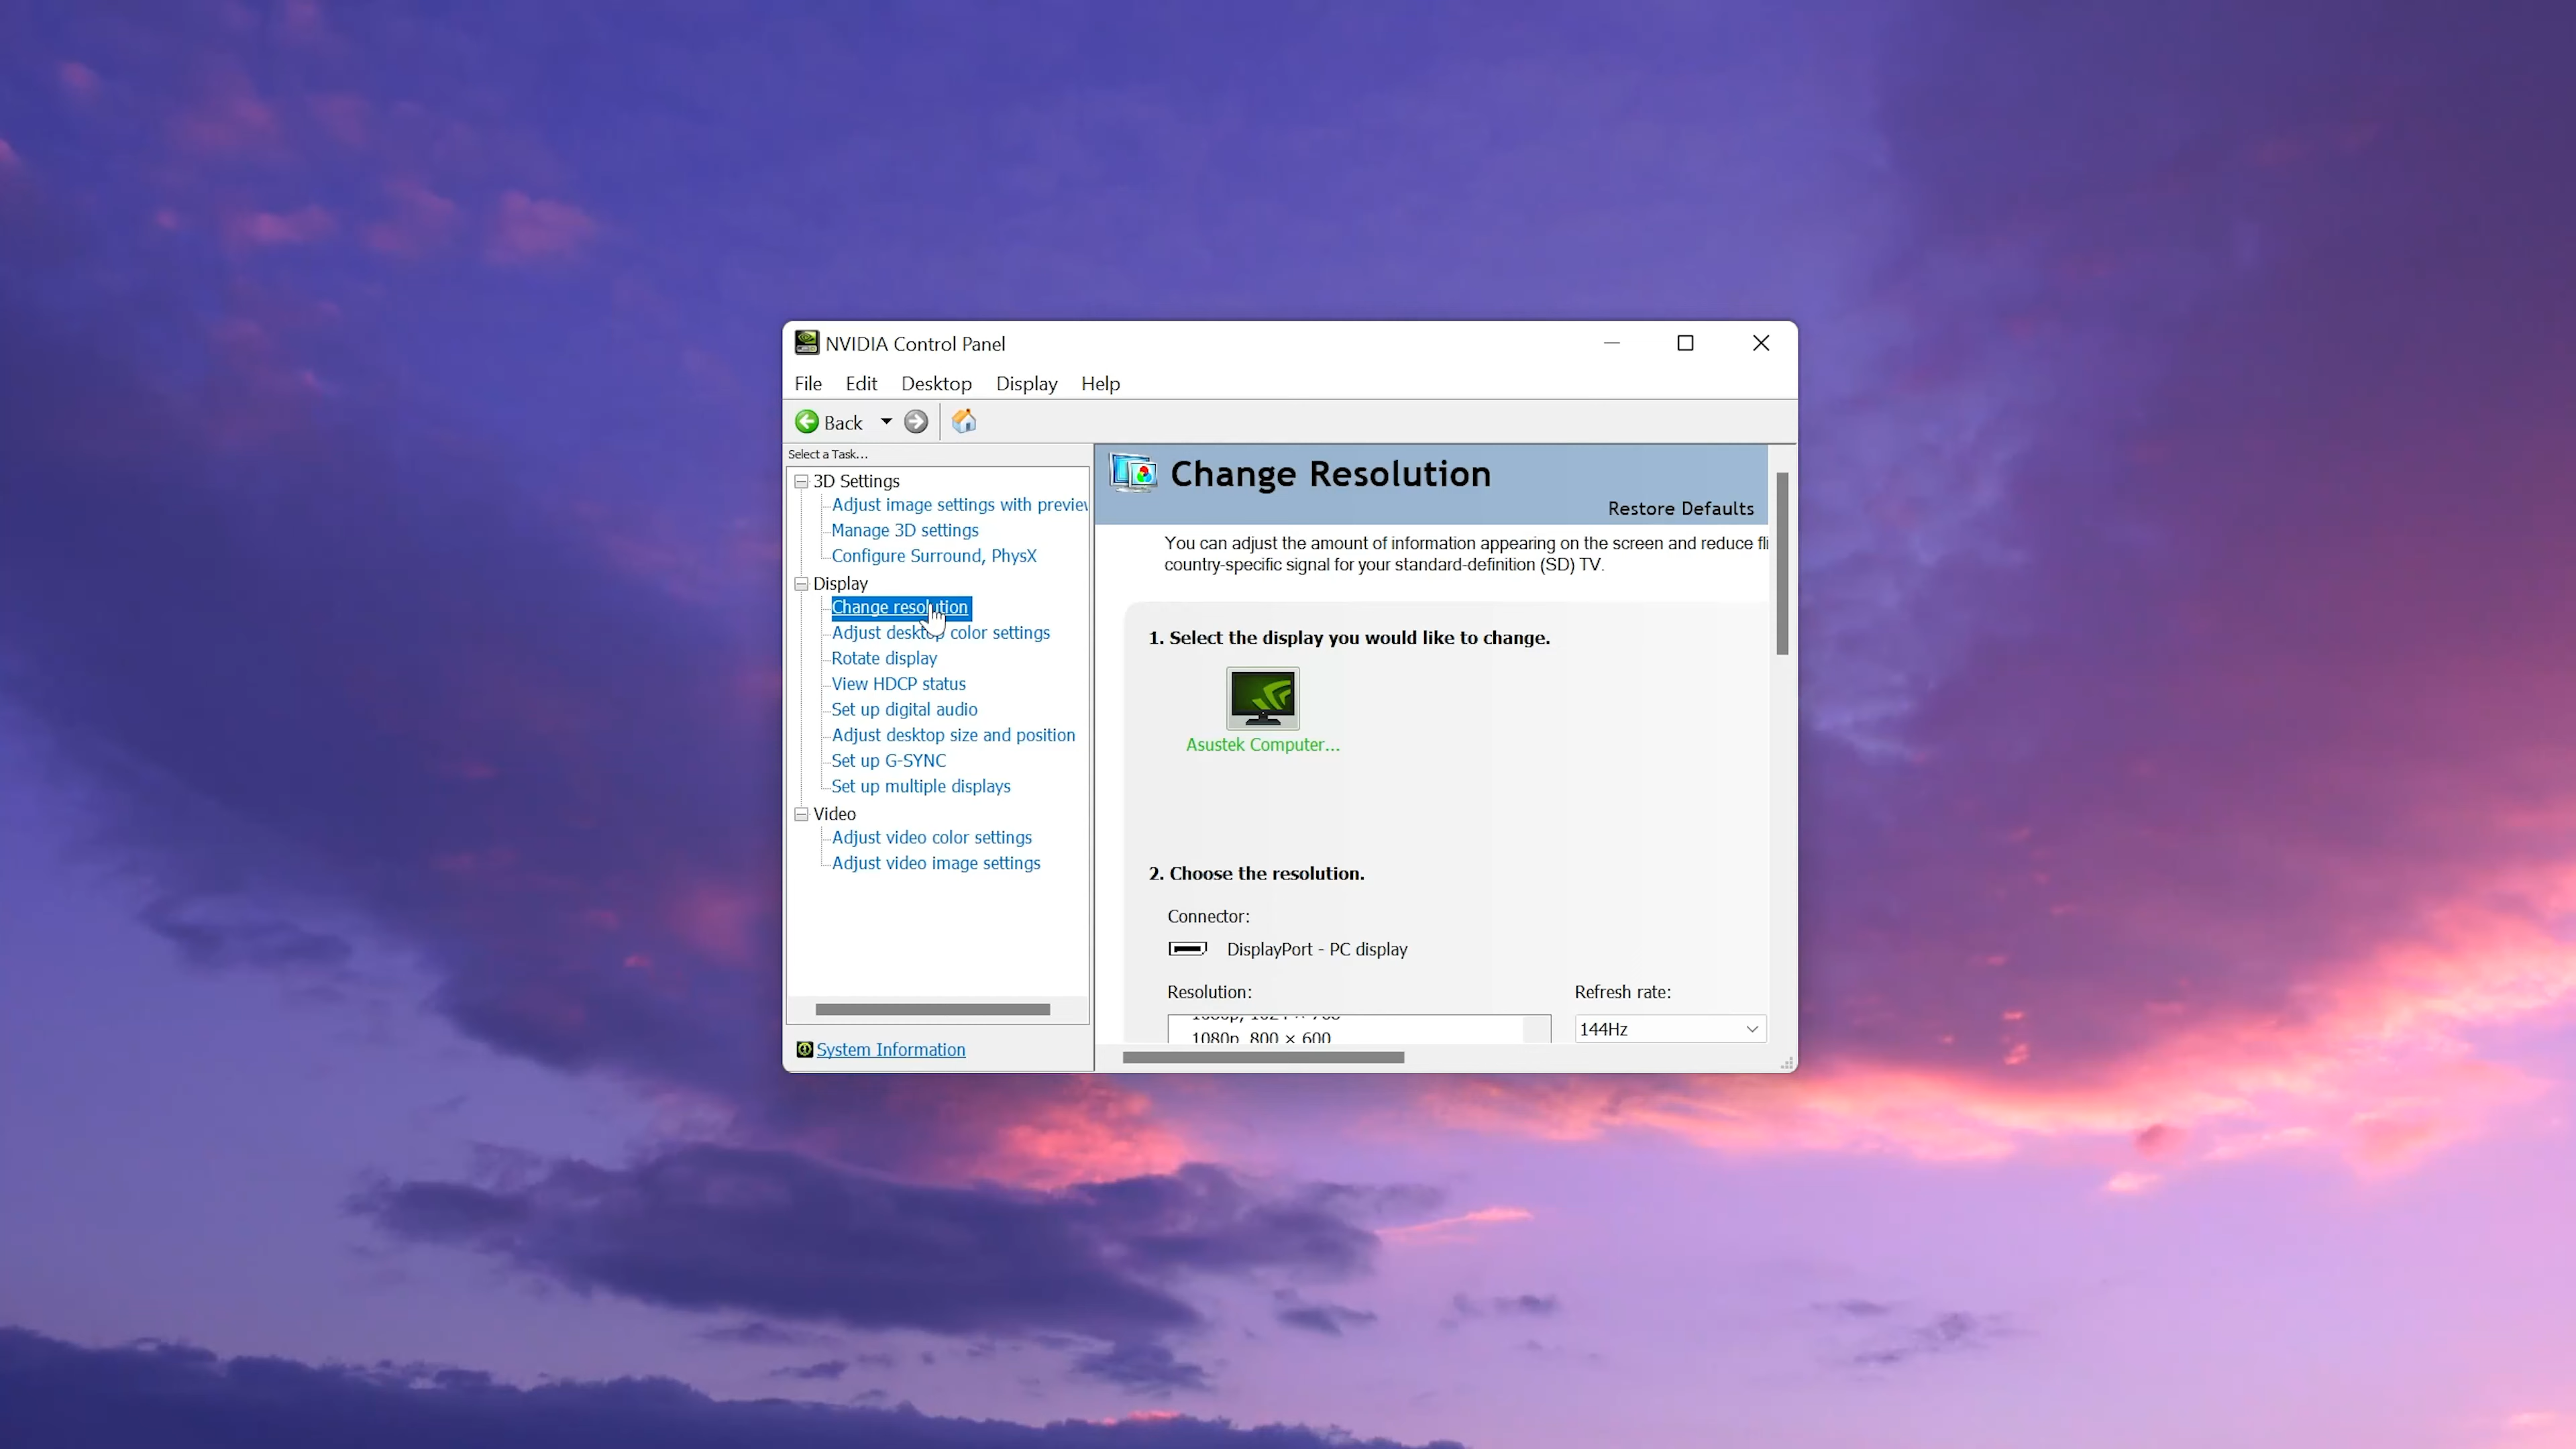 NVIDIA Control Panel
File Edit Desktop Display Help
Back
Select a Task...
3D Settings
Adjust image settings with preview
Manage 3D settings
Configure Surround, PhysX
Display
Change resolution
Adjust desktop color settings
Rotate display
View HDCP status
Set up digital audio
Adjust desktop size and position
Set up G-SYNC
Set up multiple displays
Video
Adjust video color settings
Adjust video image settings
System Information
Change Resolution
Restore Defaults
You can adjust the amount of information appearing on the screen and reduce fli
country-specific signal for your standard-definition (SD) TV.
1. Select the display you would like to change.
Asustek Computer...
2. Choose the resolution.
Connector:
DisplayPort - PC display
Resolution:
1080p, 800 × 600
Refresh rate:
144Hz